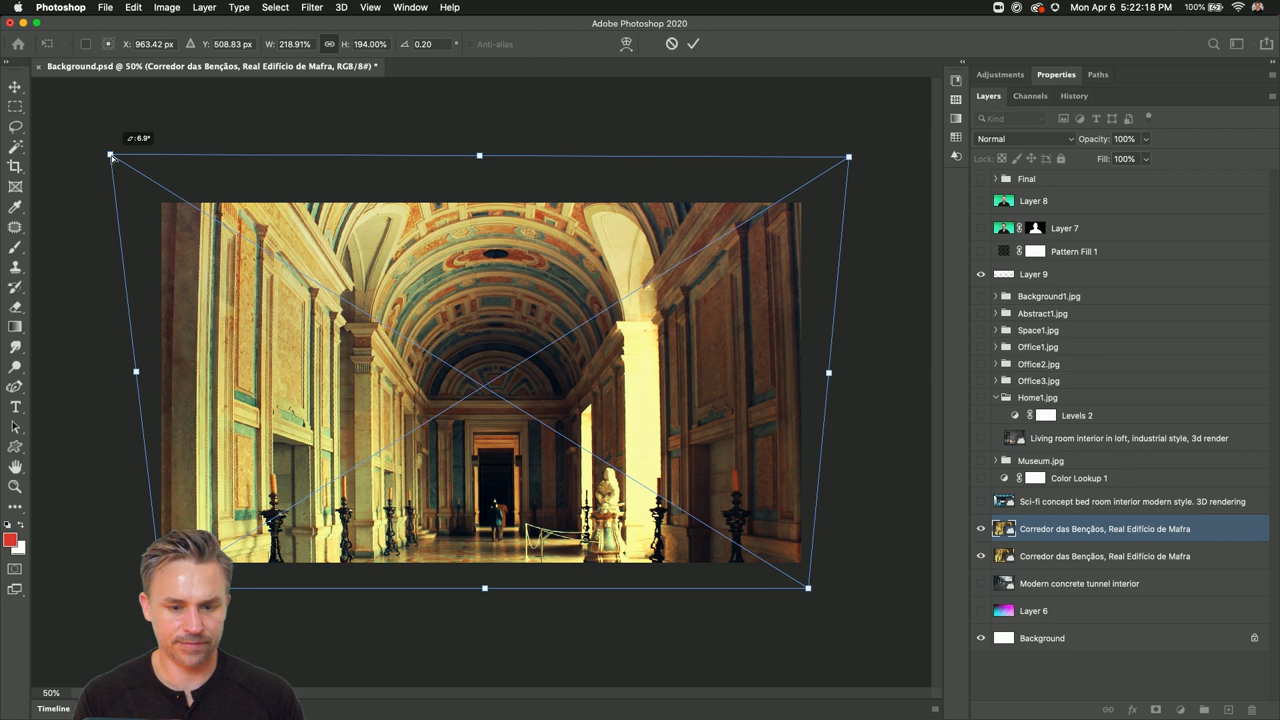 Photoshop File Edit Image Layer Type Select Filter 3D View Window Help 100% Mon Apr 6 5:22:18 PM
Adobe Photoshop 2020
X: 963.42 px Y: 508.83 px W: 218.91% H: 194.00% 0.20 ° Anti-alias
× Background.psd @ 50% (Corredor das Bençãos, Real Edifício de Mafra, RGB/8#) *
Adjustments Properties Paths
Layers Channels History
Kind
Normal Opacity: 100%
Lock: Fill: 100%
6.9°
Final
Layer 8
Layer 7
Pattern Fill 1
Layer 9
Background1.jpg
Abstract1.jpg
Space1.jpg
Office1.jpg
Office2.jpg
Office3.jpg
Home1.jpg
Levels 2
Living room interior in loft, industrial style, 3d render
Museum.jpg
Color Lookup 1
Sci-fi concept bed room interior modern style. 3D rendering
Corredor das Bençãos, Real Edifício de Mafra
Corredor das Bençãos, Real Edifício de Mafra
Modern concrete tunnel interior
Layer 6
Background
50%
Timeline
fx